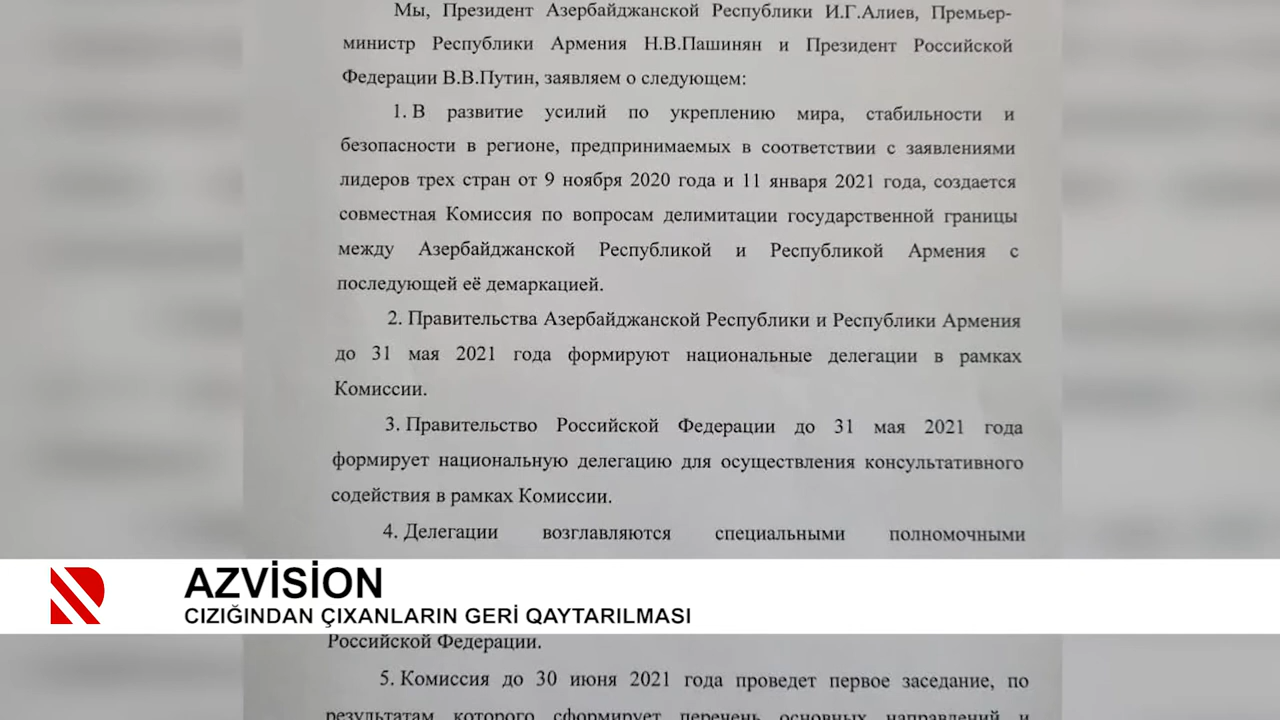 Мы, Президент Азербайджанской Республики И.Г.Алиев, Премьер-
министр Республики Армения Н.В.Пашинян и Президент Российской
Федерации В.В.Путин, заявляем о следующем:
1. В развитие усилий по укреплению мира, стабильности и
безопасности в регионе, предпринимаемых в соответствии с заявлениями
лидеров трех стран от 9 ноября 2020 года и 11 января 2021 года, создается
совместная Комиссия по вопросам делимитации государственной границы
между Азербайджанской Республикой и Республикой Армения с
последующей её демаркацией.
2. Правительства Азербайджанской Республики и Республики Армения
до 31 мая 2021 года формируют национальные делегации в рамках
Комиссии.
3. Правительство Российской Федерации до 31 мая 2021 года
формирует национальную делегацию для осуществления консультативного
содействия в рамках Комиссии.
4. Делегации возглавляются специальными полномочными
AZVİSİON
CIZIĞINDAN ÇIXANLARIN GERİ QAYTARILMASI
Российской Федерации.
5. Комиссия до 30 июня 2021 года проведет первое заседание, по
результатам которого сформирует перечень основных направлений и